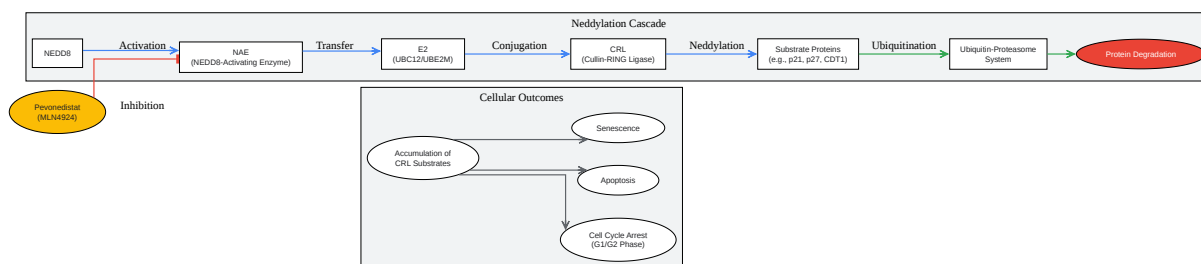 Neddylation Cascade
NEDD8
Activation
NAE
(NEDD8-Activating Enzyme)
Transfer
E2
(UBC12/UBE2M)
Conjugation
CRL
(Cullin-RING Ligase)
Neddylation
Substrate Proteins
(e.g., p21, p27, CDT1)
Ubiquitination
Ubiquitin-Proteasome
System
Protein Degradation
Pevonedistat
(MLN4924)
Inhibition
Cellular Outcomes
Accumulation of
CRL Substrates
Senescence
Apoptosis
Cell Cycle Arrest
(G1/G2 Phase)